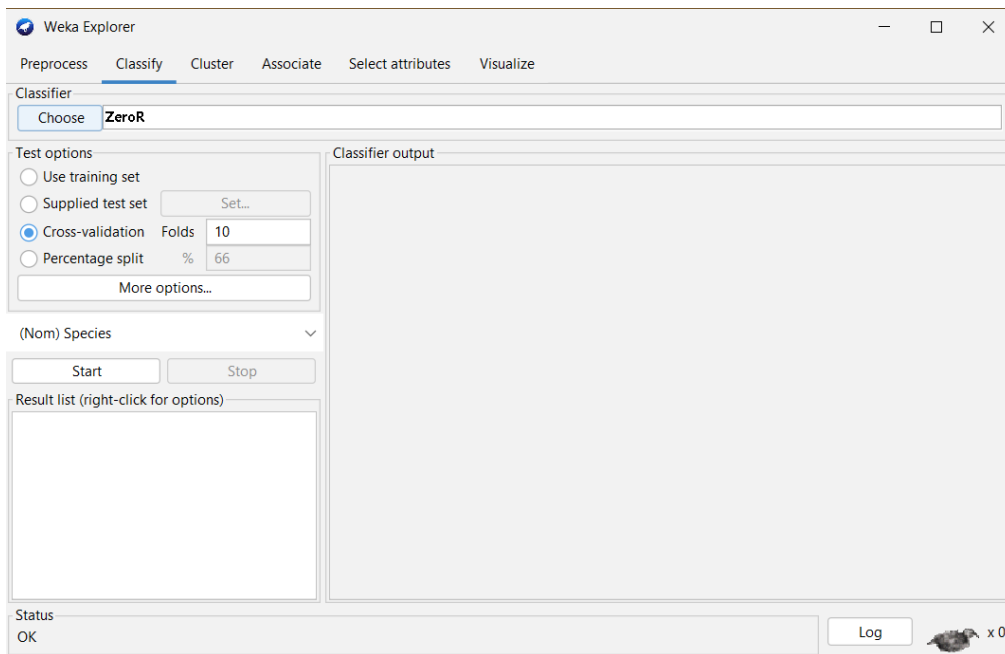 Weka Explorer
Preprocess Classify Cluster Associate Select attributes Visualize
Classifier
Choose ZeroR
Test options
Use training set
Supplied test set Set...
Cross-validation Folds 10
Percentage split % 66
More options...
(Nom) Species
Start Stop
Result list (right-click for options)
Classifier output
Status
OK
Log x 0